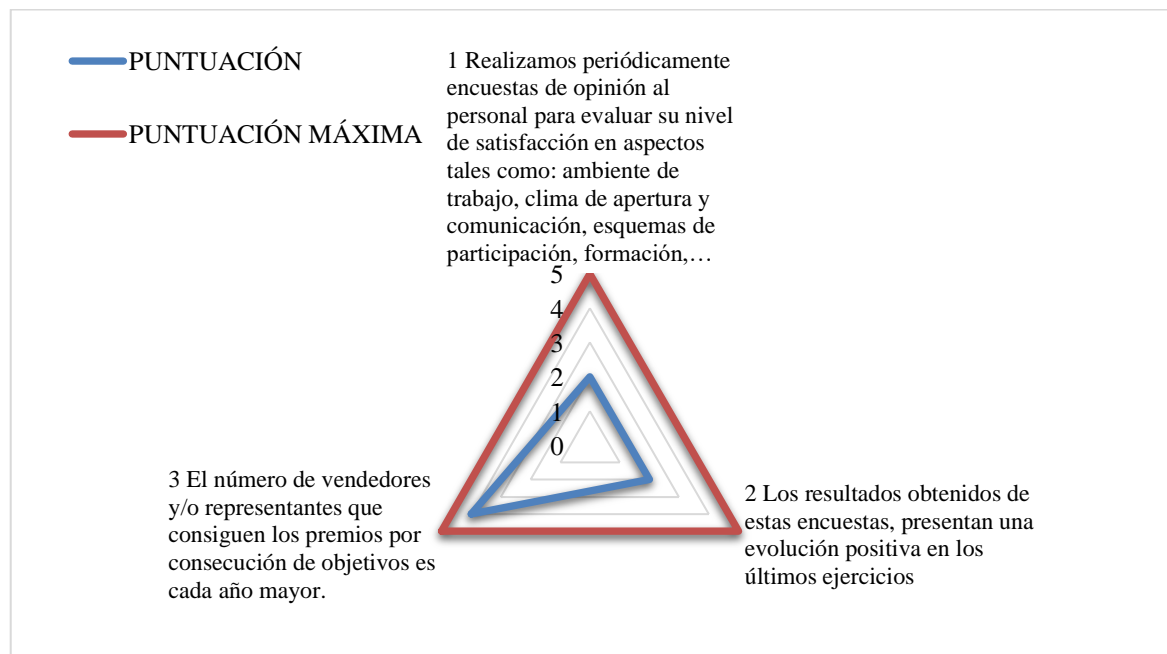 PUNTUACIÓN
PUNTUACIÓN MÁXIMA
1 Realizamos periódicamente
encuestas de opinión al
personal para evaluar su nivel
de satisfacción en aspectos
tales como: ambiente de
trabajo, clima de apertura y
comunicación, esquemas de
participación, formación,…
5
4
3
2
1
0
3 El número de vendedores
y/o representantes que
consiguen los premios por
consecución de objetivos es
cada año mayor.
2 Los resultados obtenidos de
estas encuestas, presentan una
evolución positiva en los
últimos ejercicios